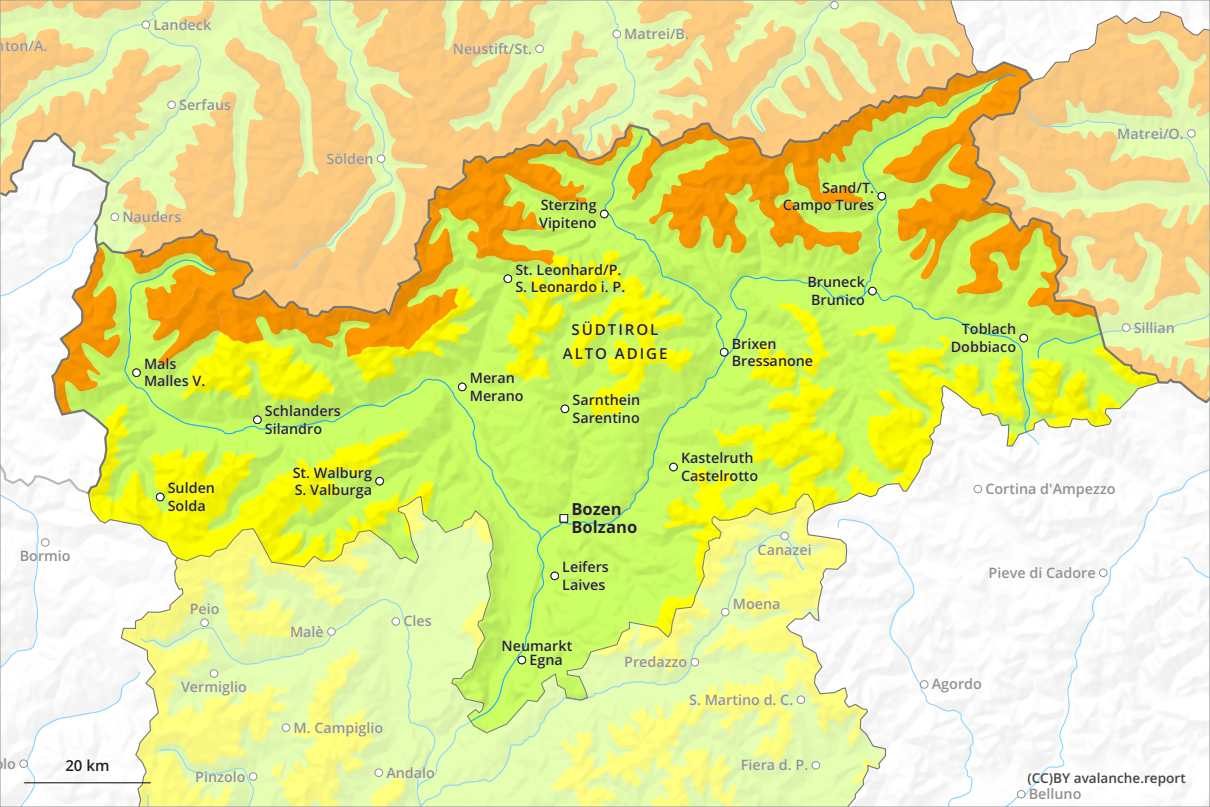 Landeck
Matrei/B.
nton/A.
Neustift/St.
Serfaus
Matrei/O.
Sölden
Sand/T.
Campo Tures
Sterzing
Vipiteno
Nauders
St. Leonhard/P.
S. Leonardo i. P.
Bruneck
Brunico
SÜDTIROL
ALTO ADIGE
Toblach
Dobbiaco
Sillian
Brixen
Bressanone
Mals
Malles V.
Meran
Merano
Sarnthein
Sarentino
Schlanders
Silandro
Kastelruth
Castelrotto
St. Walburg
S. Valburga
Sulden
Solda
Cortina d'Ampezzo
Bozen
Bolzano
Bormio
Canazei
Leifers
Laives
Pieve di Cadore
Peio
Moena
Malè
Cles
Neumarkt
Egna
Predazzo
Vermiglio
Agordo
S. Martino d. C.
M. Campiglio
20 km
olo
Pinzolo
Andalo
Fiera d. P.
(CC)BY avalanche.report
Belluno